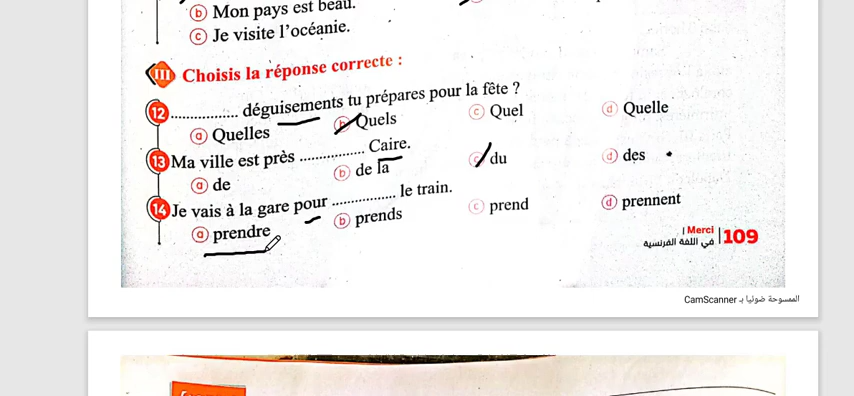 ⓑ Mon pays est beau.
ⓒ Je visite l'océanie.
III Choisis la réponse correcte :
12 .............. déguisements tu prépares pour la fête ?
ⓐ Quelles ⓑ Quels ⓒ Quel ⓓ Quelle
13 Ma ville est près .............. Caire.
ⓐ de ⓑ de la ⓒ du ⓓ des
14 Je vais à la gare pour .............. le train.
ⓐ prendre ⓑ prends ⓒ prend ⓓ prennent
Merci
في اللغة الفرنسية
109
الممسوحة ضوئيا بـ CamScanner